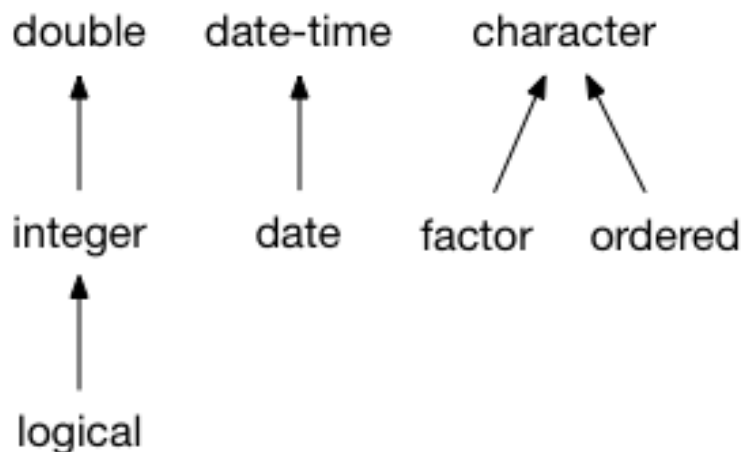 double date-time character
integer date factor ordered
logical